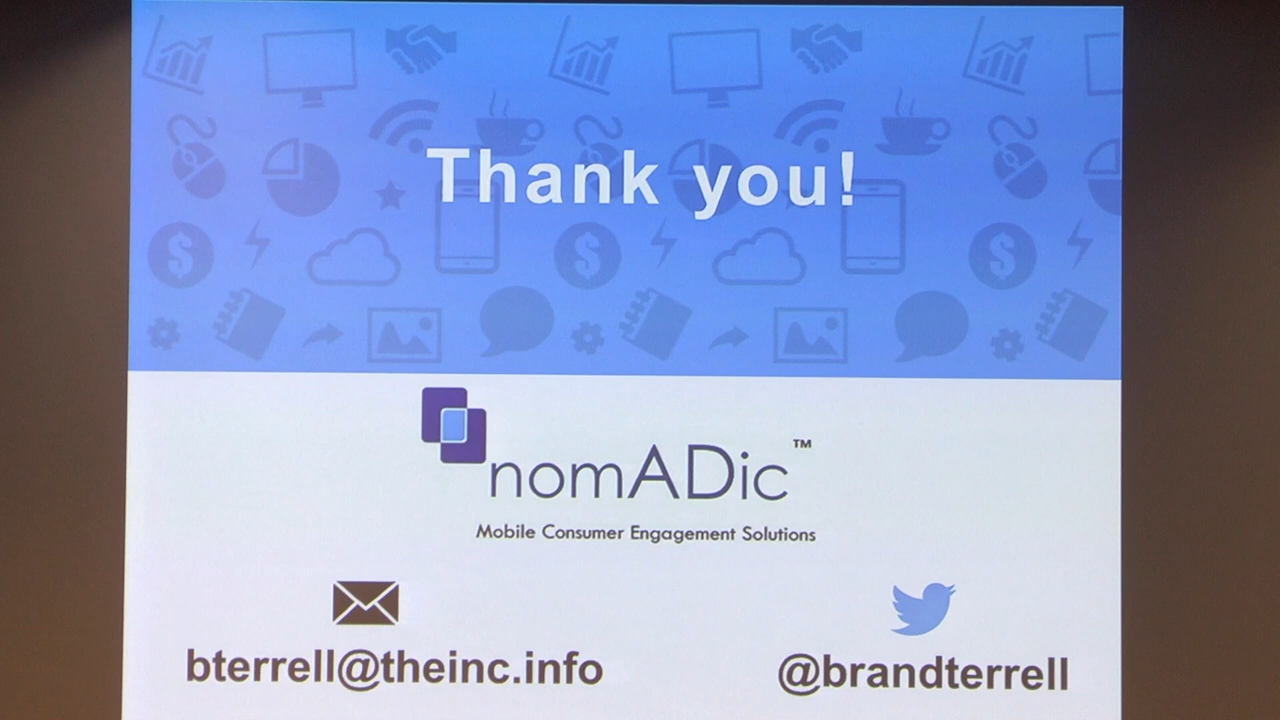 Thank you!
nomADic™
Mobile Consumer Engagement Solutions
bterrell@theinc.info
@brandterrell